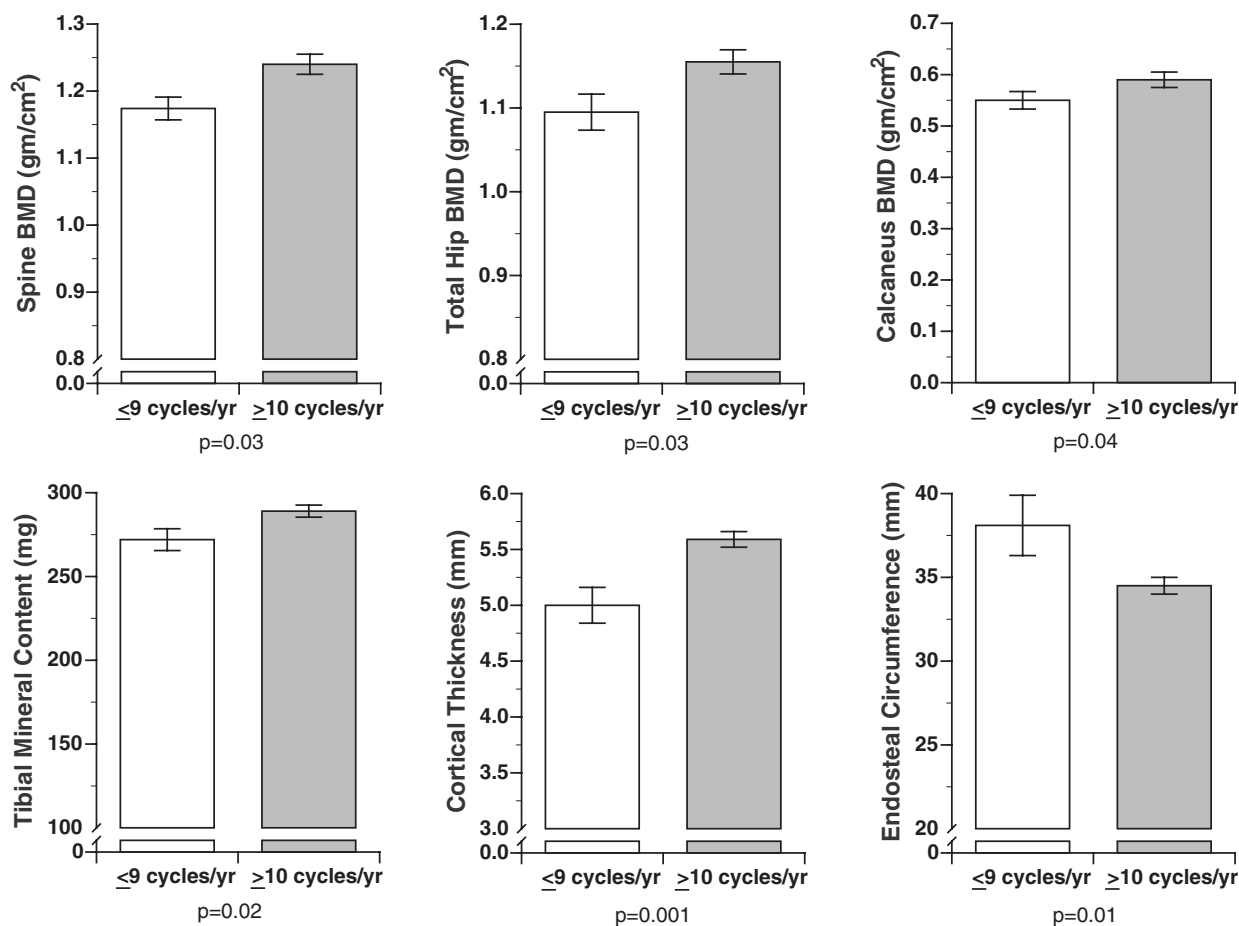 Spine BMD (gm/cm²)
1.3
1.2
1.1
1.0
0.9
0.8
0.0
≤9 cycles/yr ≥10 cycles/yr
p=0.03
Total Hip BMD (gm/cm²)
1.2
1.1
1.0
0.9
0.8
0.0
≤9 cycles/yr ≥10 cycles/yr
p=0.03
Calcaneus BMD (gm/cm²)
0.7
0.6
0.5
0.4
0.3
0.2
0.1
0.0
≤9 cycles/yr ≥10 cycles/yr
p=0.04
Tibial Mineral Content (mg)
300
250
200
150
100
0
≤9 cycles/yr ≥10 cycles/yr
p=0.02
Cortical Thickness (mm)
6.0
5.5
5.0
4.5
4.0
3.5
3.0
0.0
≤9 cycles/yr ≥10 cycles/yr
p=0.001
Endosteal Circumference (mm)
40
35
30
25
20
0
≤9 cycles/yr ≥10 cycles/yr
p=0.01